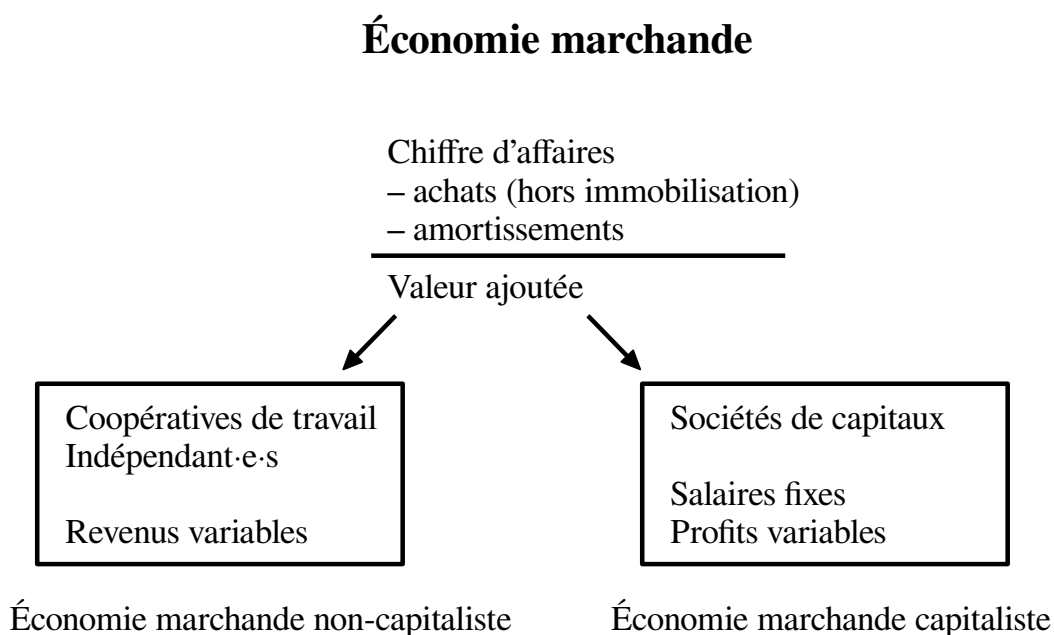 Économie marchande
Chiffre d'affaires
– achats (hors immobilisation)
– amortissements
Valeur ajoutée
Coopératives de travail
Indépendant·e·s
Revenus variables
Sociétés de capitaux
Salaires fixes
Profits variables
Économie marchande non-capitaliste
Économie marchande capitaliste